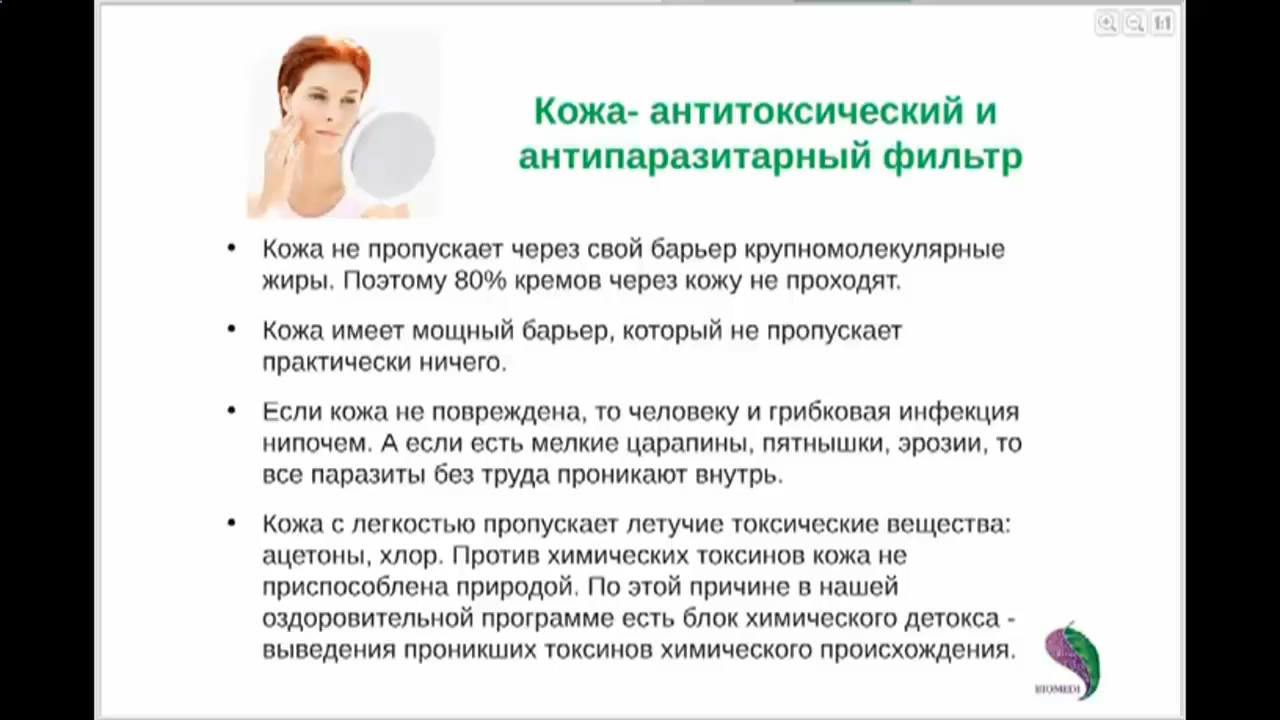 1:1
Кожа- антитоксический и
антипаразитарный фильтр
• Кожа не пропускает через свой барьер крупномолекулярные
жиры. Поэтому 80% кремов через кожу не проходят.
• Кожа имеет мощный барьер, который не пропускает
практически ничего.
• Если кожа не повреждена, то человеку и грибковая инфекция
нипочем. А если есть мелкие царапины, пятнышки, эрозии, то
все паразиты без труда проникают внутрь.
• Кожа с легкостью пропускает летучие токсические вещества:
ацетоны, хлор. Против химических токсинов кожа не
приспособлена природой. По этой причине в нашей
оздоровительной программе есть блок химического детокса -
выведения проникших токсинов химического происхождения.
BIOMEDI